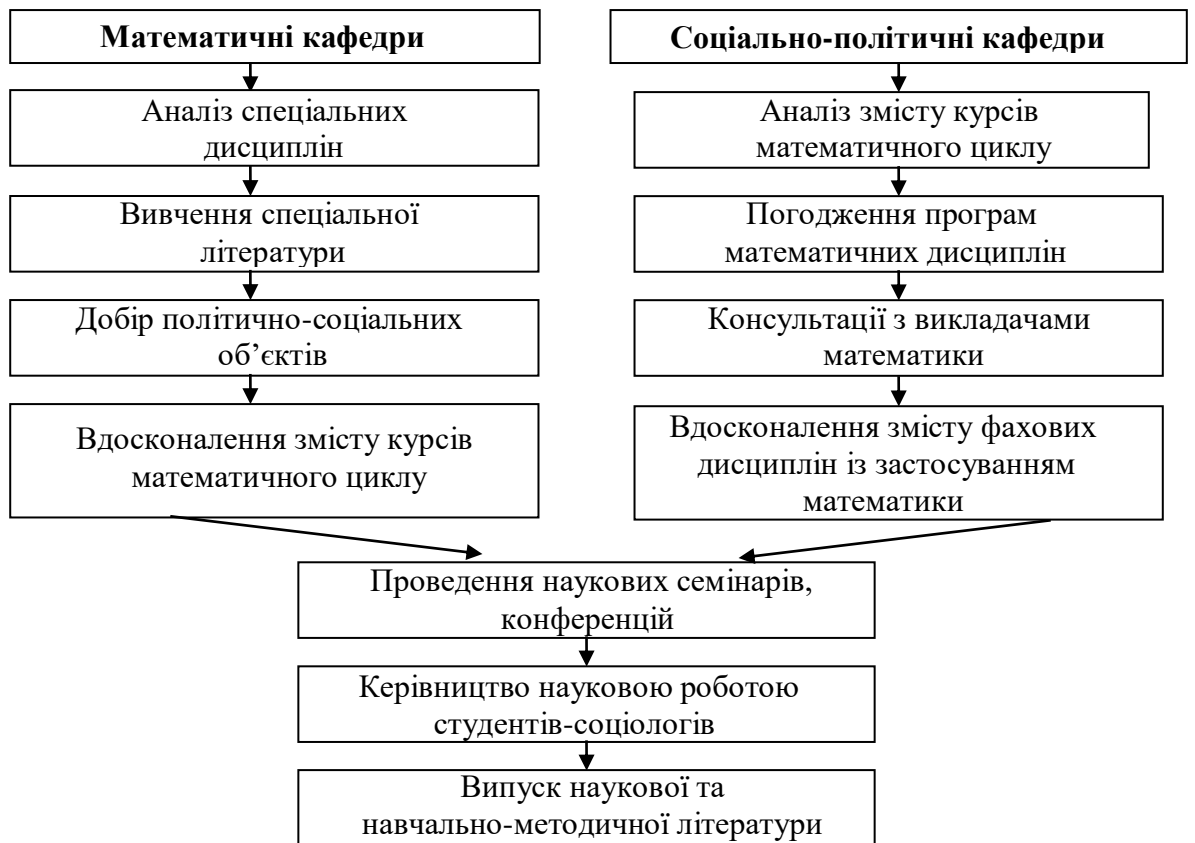 Математичні кафедри
Аналіз спеціальних
дисциплін
Вивчення спеціальної
літератури
Добір політично-соціальних
об’єктів
Вдосконалення змісту курсів
математичного циклу
Соціально-політичні кафедри
Аналіз змісту курсів
математичного циклу
Погодження програм
математичних дисциплін
Консультації з викладачами
математики
Вдосконалення змісту фахових
дисциплін із застосуванням
математики
Проведення наукових семінарів,
конференцій
Керівництво науковою роботою
студентів-соціологів
Випуск наукової та
навчально-методичної літератури